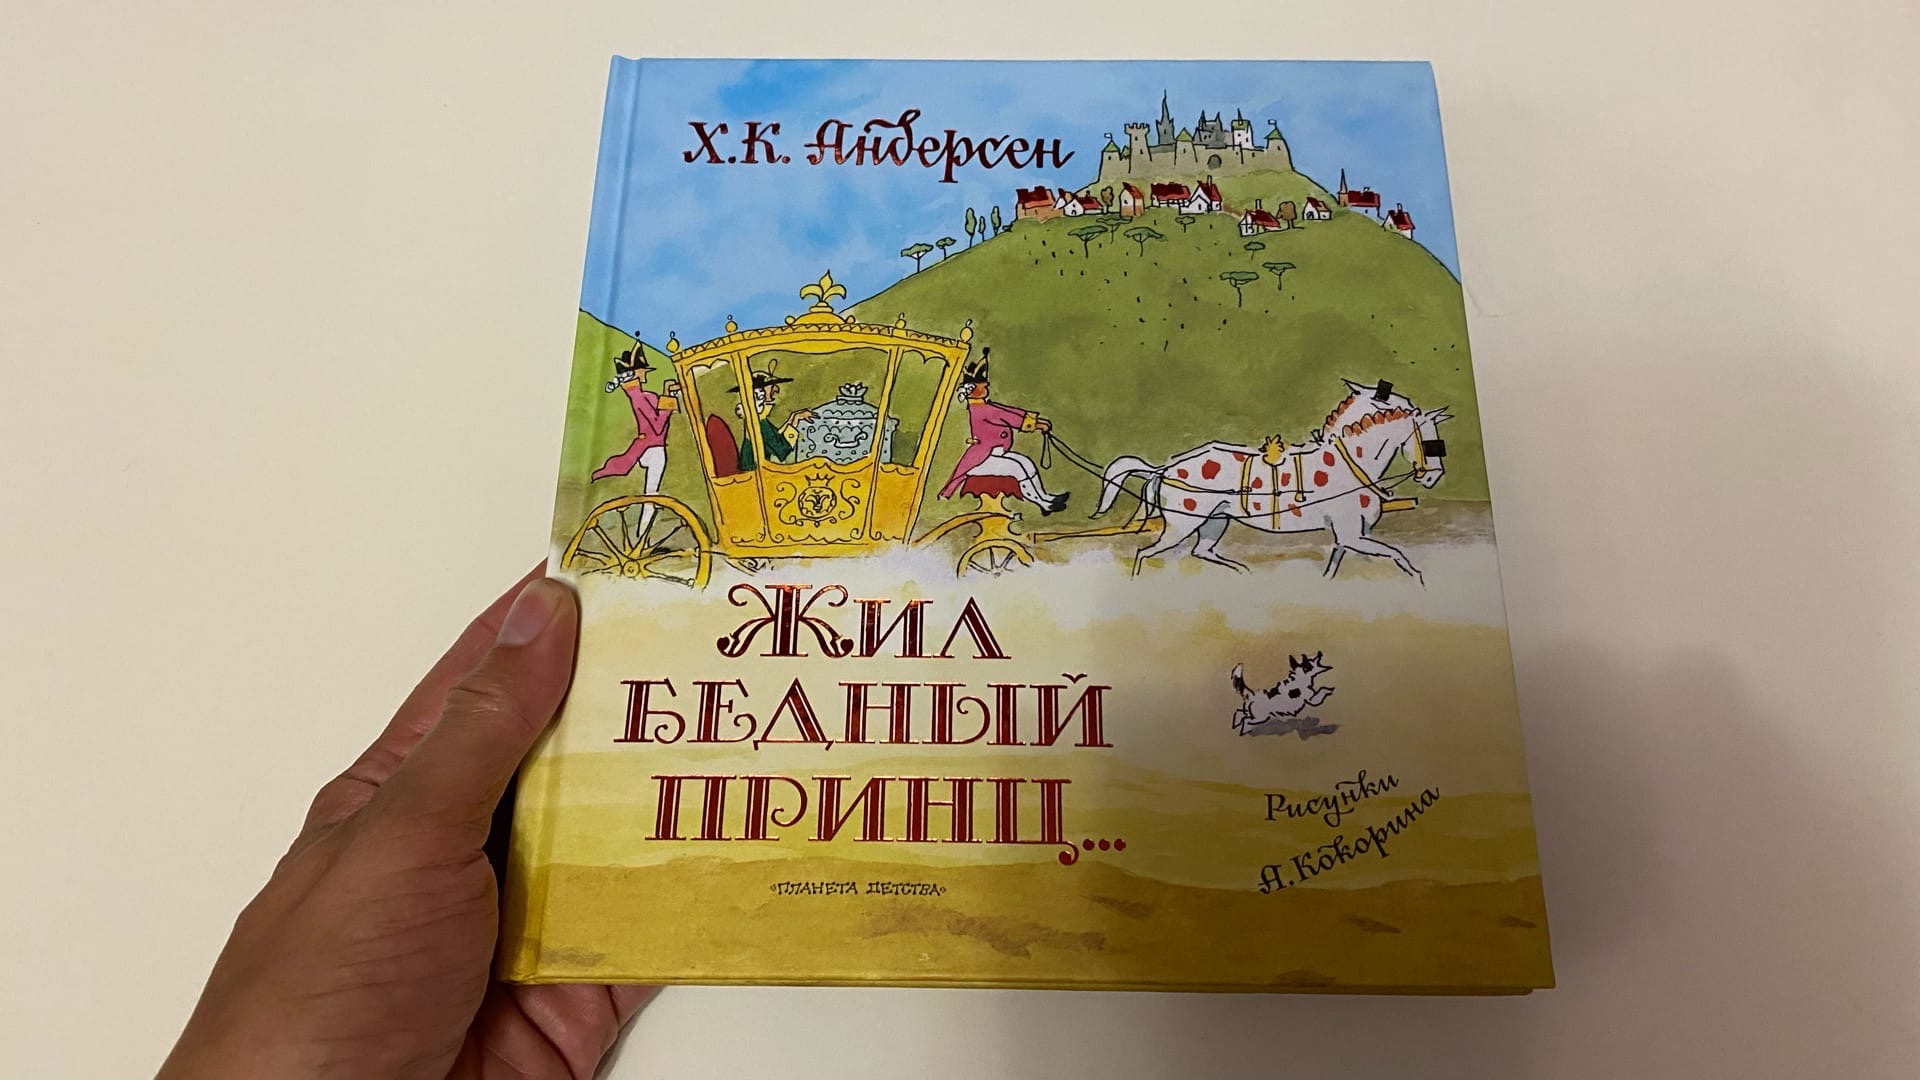 Х.К. Андерсен
Жил
бедный
принц...
Рисунки
А. Кокорина
«ПЛАНЕТА ДЕТСТВА»